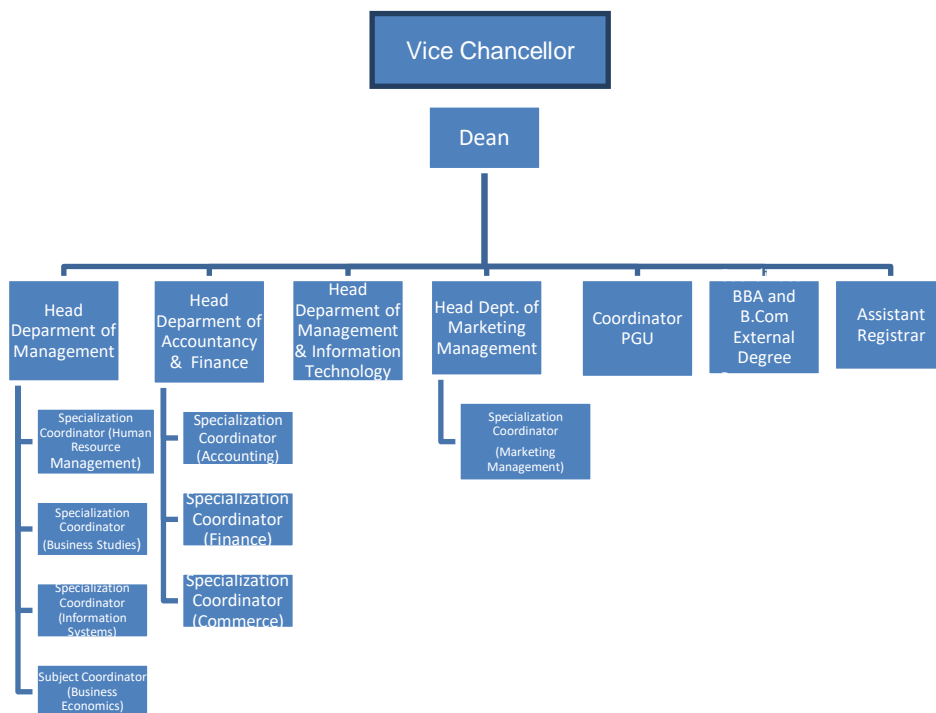 Vice Chancellor
Dean
Head
Deparment of
Management
Head
Deparment of
Accountancy
& Finance
Head
Department of
Management
& Information
Technology
Head Dept. of
Marketing
Management
Coordinator
PGU
BBA and
B.Com
External
Degree
Assistant
Registrar
Specialization
Coordinator (Human
Resource
Management)
Specialization
Coordinator
(Business Studies)
Specialization
Coordinator
(Information
Systems)
Subject Coordinator
(Business
Economics)
Specialization
Coordinator
(Accounting)
Specialization
Coordinator
(Finance)
Specialization
Coordinator
(Commerce)
Specialization
Coordinator
(Marketing
Management)